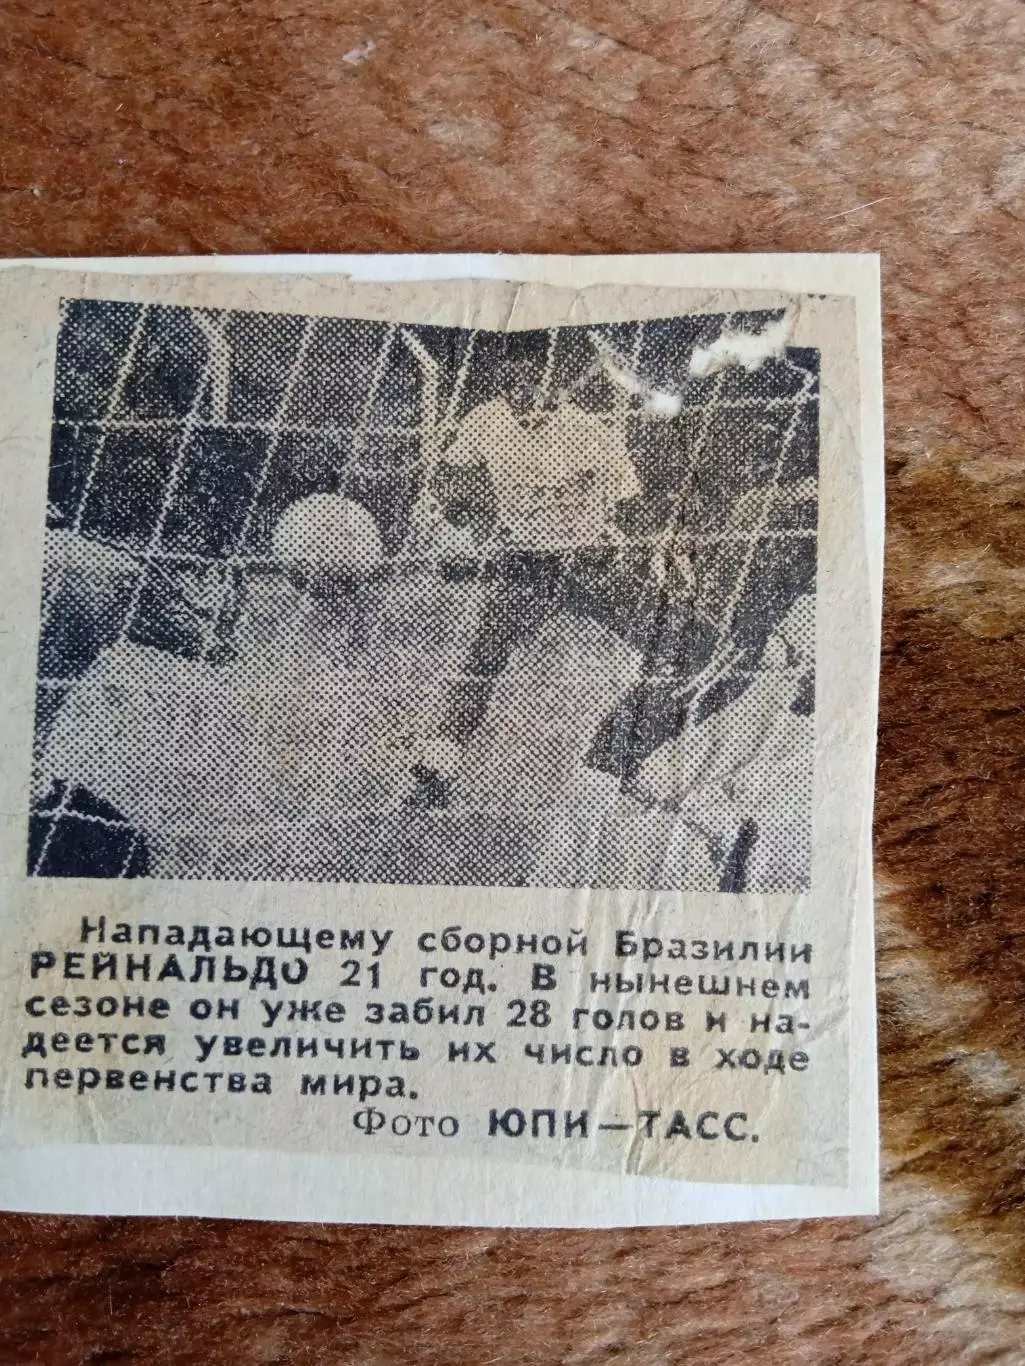 Нападающему сборной Бразилии
РЕЙНАЛЬДО 21 год. В нынешнем
сезоне он уже забил 28 голов и на-
деется увеличить их число в ходе
первенства мира.
Фото ЮПИ—ТАСС.